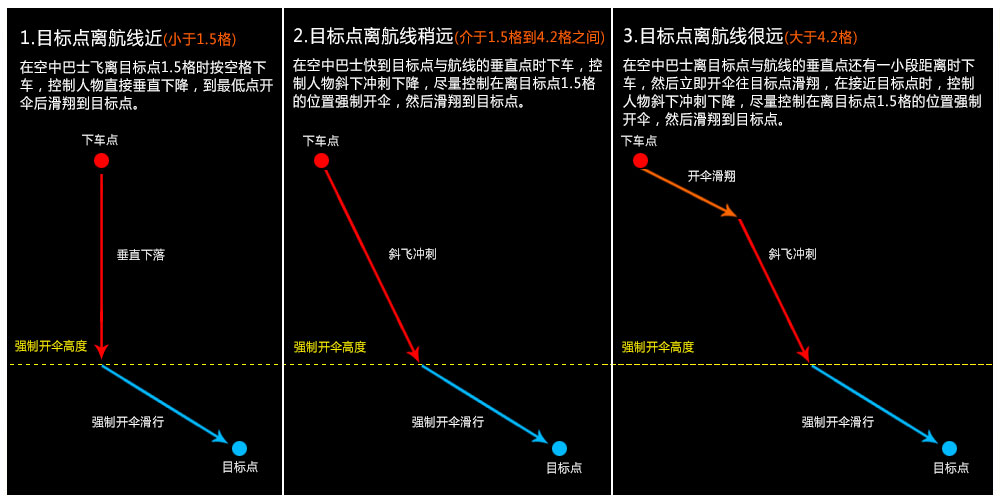 1.目标点离航线近(小于1.5格)
在空中巴士飞离目标点1.5格时按空格下
车，控制人物直接垂直下降，到最低点开
伞后滑翔到目标点。
下车点
垂直下落
强制开伞高度
强制开伞滑行
目标点
2.目标点离航线稍远(介于1.5格到4.2格之间)
在空中巴士快到目标点与航线的垂直点时下车，控
制人物斜下冲刺下降，尽量控制在离目标点1.5格
的位置强制开伞，然后滑翔到目标点。
下车点
斜飞冲刺
强制开伞高度
强制开伞滑行
目标点
3.目标点离航线很远(大于4.2格)
在空中巴士离目标点与航线的垂直点还有一小段距离时下
车，然后立即开伞往目标点滑翔，在接近目标点时，控制
人物斜下冲刺下降，尽量控制在离目标点1.5格的位置强制
开伞，然后滑翔到目标点。
下车点
开伞滑翔
斜飞冲刺
强制开伞高度
强制开伞滑行
目标点